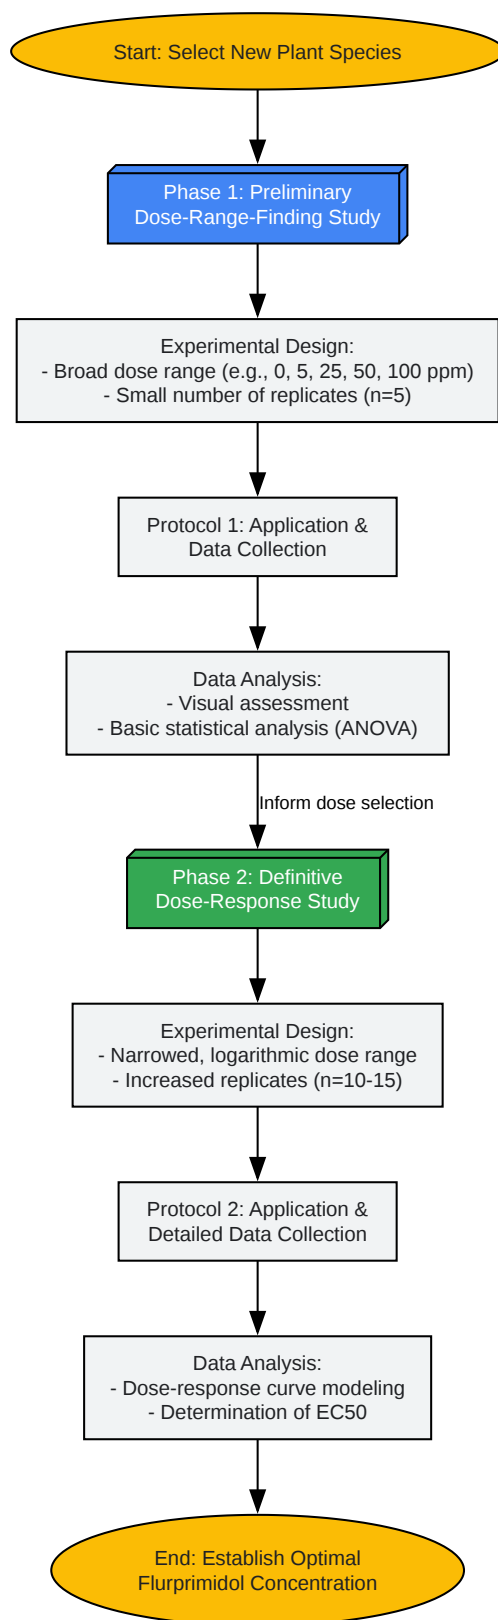 Start: Select New Plant Species
Phase 1: Preliminary
Dose-Range-Finding Study
Experimental Design:
- Broad dose range (e.g., 0, 5, 25, 50, 100 ppm)
- Small number of replicates (n=5)
Protocol 1: Application &
Data Collection
Data Analysis:
- Visual assessment
- Basic statistical analysis (ANOVA)
Inform dose selection
Phase 2: Definitive
Dose-Response Study
Experimental Design:
- Narrowed, logarithmic dose range
- Increased replicates (n=10-15)
Protocol 2: Application &
Detailed Data Collection
Data Analysis:
- Dose-response curve modeling
- Determination of EC50
End: Establish Optimal
Flurprimidol Concentration